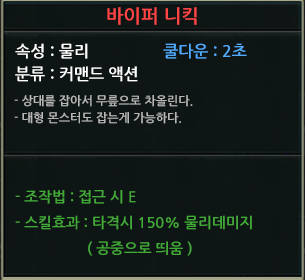 바이퍼 니킥
속성 : 물리 쿨다운 : 2초
분류 : 커맨드 액션
- 상대를 잡아서 무릎으로 차올린다.
- 대형 몬스터도 잡는게 가능하다.
- 조작법 : 접근 시 E
- 스킬효과 : 타격시 150% 물리데미지
( 공중으로 띄움 )